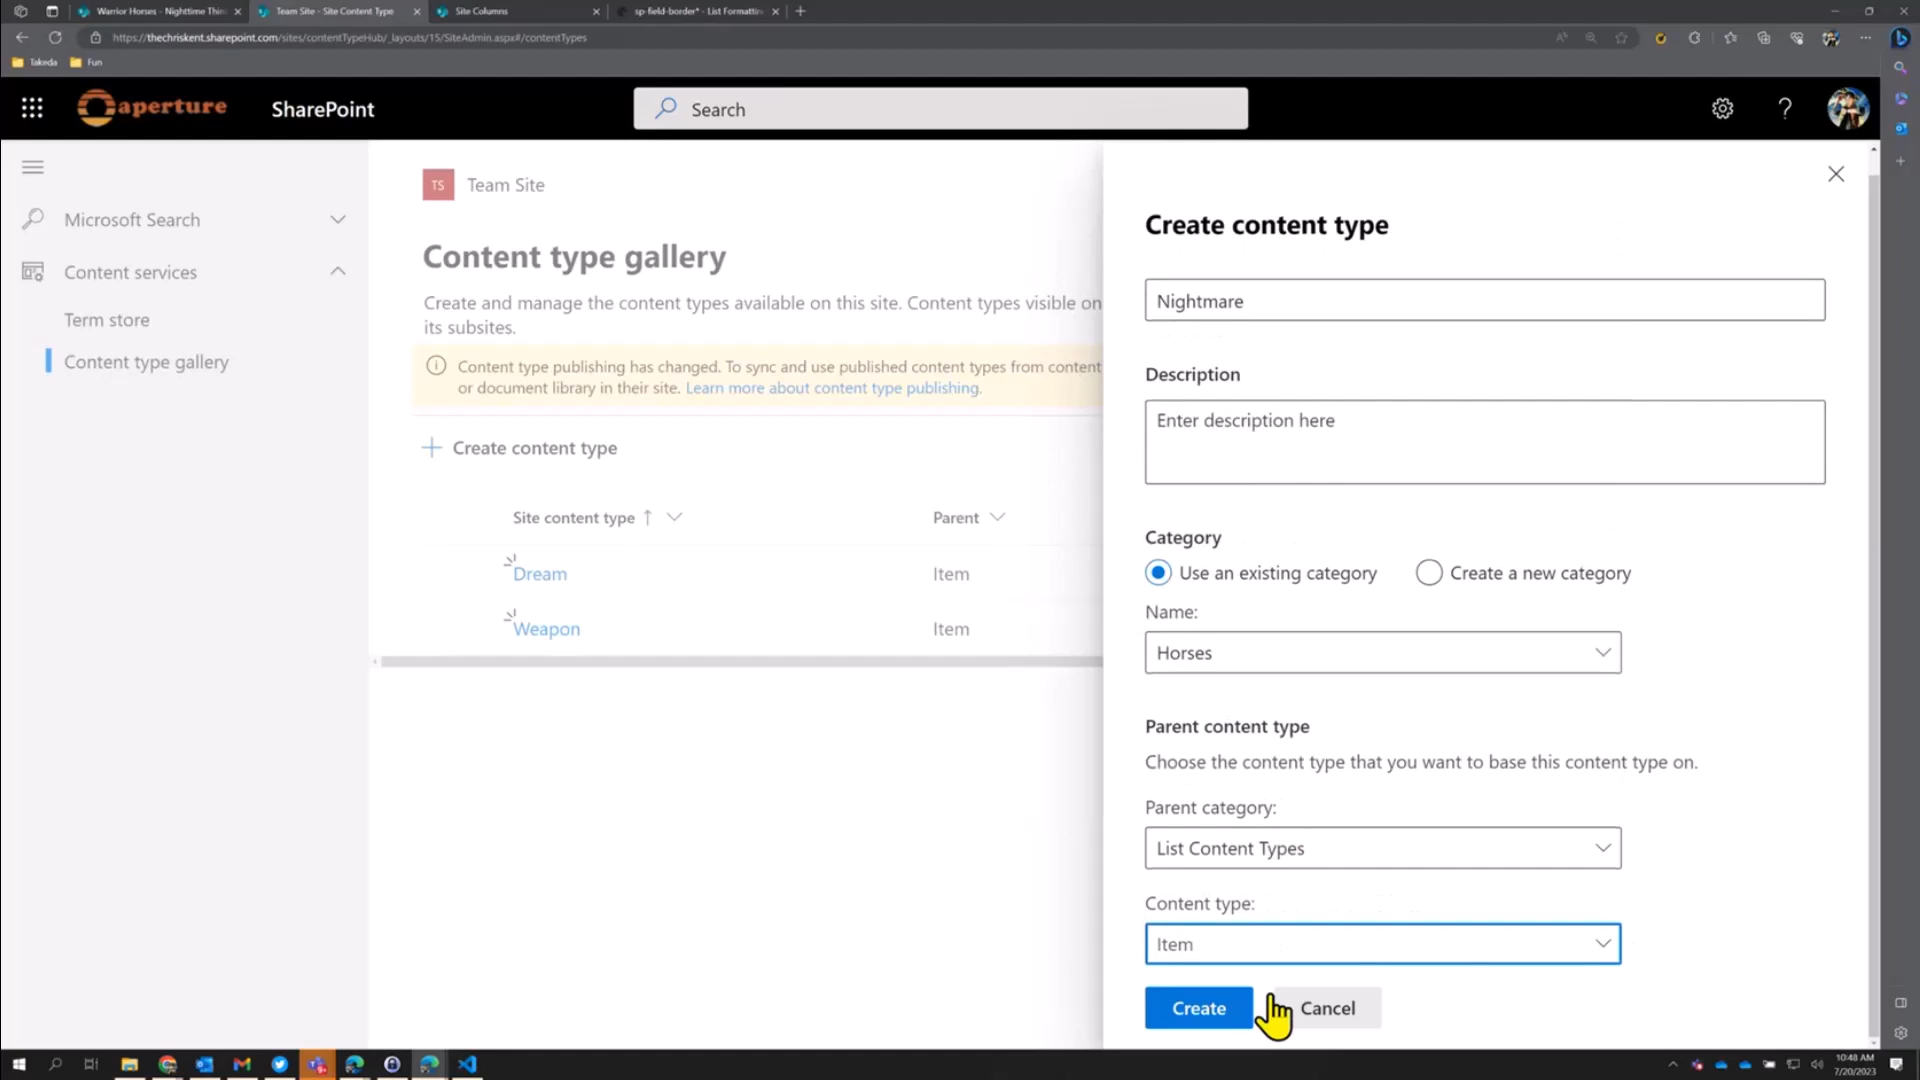 Warrior Horses - Nighttime Thin
Team Site - Site Content Type
Site Columns
sp-field-border* - List Formattin
https://thechriskent.sharepoint.com/sites/contentTypeHub/_layouts/15/SiteAdmin.aspx#/contentTypes
Takeda
Fun
aperture
SharePoint
Search
Microsoft Search
Content services
Term store
Content type gallery
TS
Team Site
Content type gallery
Create and manage the content types available on this site. Content types visible on
its subsites.
Content type publishing has changed. To sync and use published content types from content
or document library in their site. Learn more about content type publishing.
Create content type
Site content type
Parent
Dream
Item
Weapon
Item
Create content type
Nightmare
Description
Enter description here
Category
Use an existing category
Create a new category
Name:
Horses
Parent content type
Choose the content type that you want to base this content type on.
Parent category:
List Content Types
Content type:
Item
Create
Cancel
10:48 AM
7/20/2023